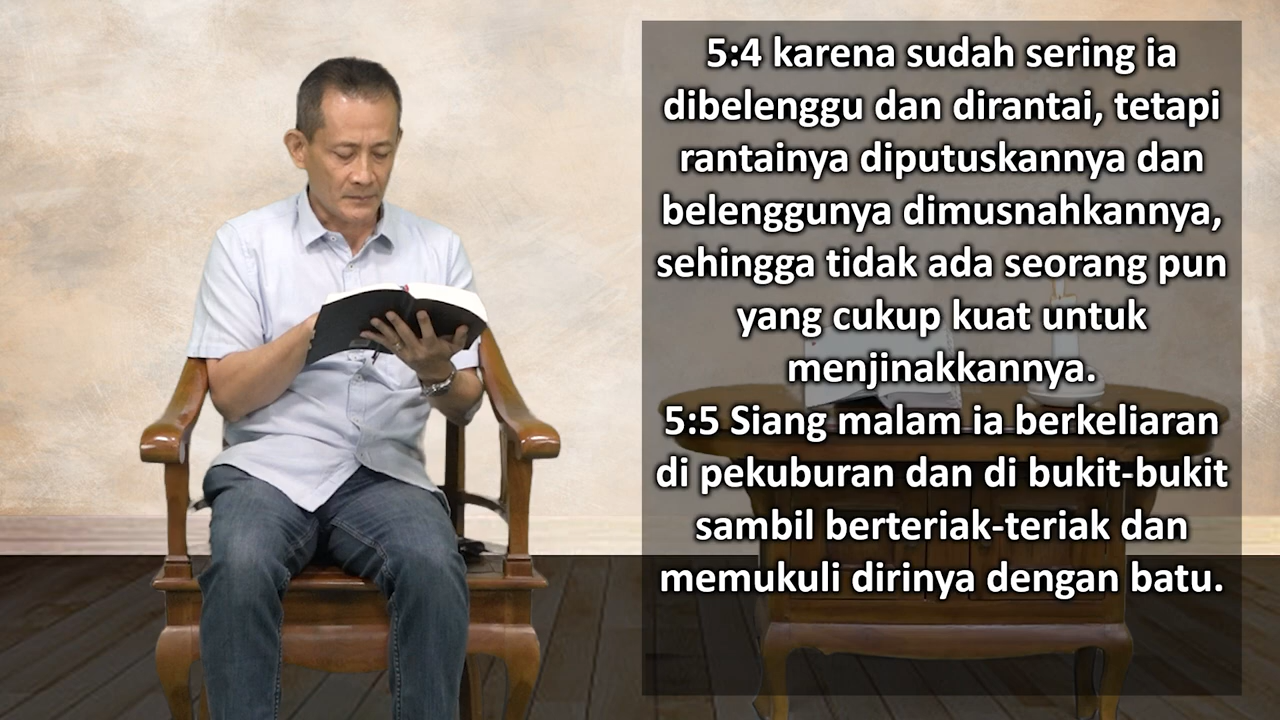 5:4 karena sudah sering ia
dibelenggu dan dirantai, tetapi
rantainya diputuskannya dan
belenggunya dimusnahkannya,
sehingga tidak ada seorang pun
yang cukup kuat untuk
menjinakkannya.
5:5 Siang malam ia berkeliaran
di pekuburan dan di bukit-bukit
sambil berteriak-teriak dan
memukuli dirinya dengan batu.